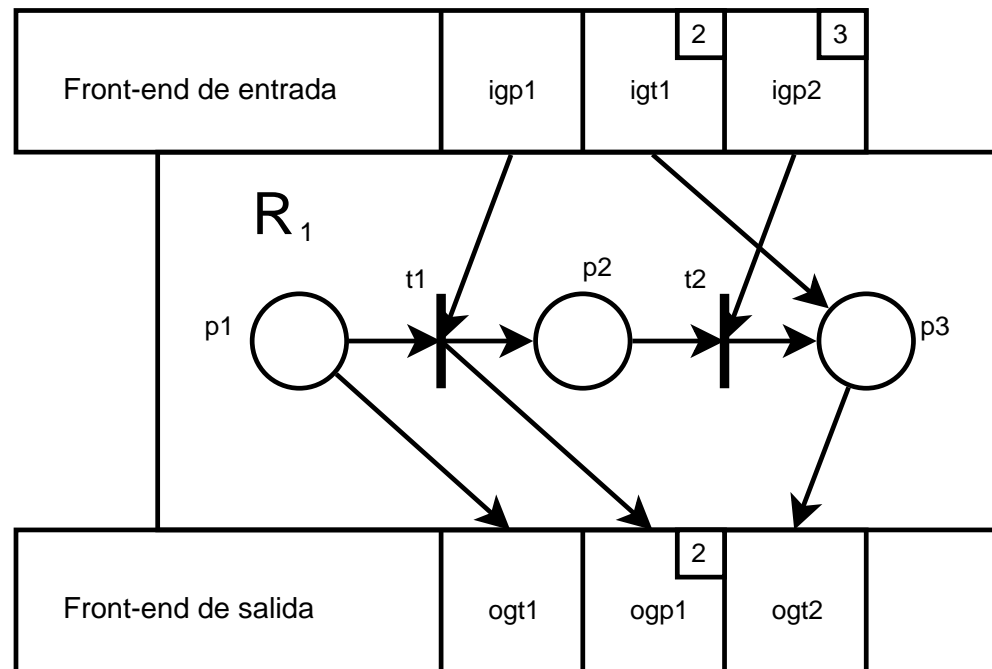 2 3
Front-end de entrada igp1 igt1 igp2
R 1
t1 p2 t2
p1 p3
2
Front-end de salida ogt1 ogp1 ogt2